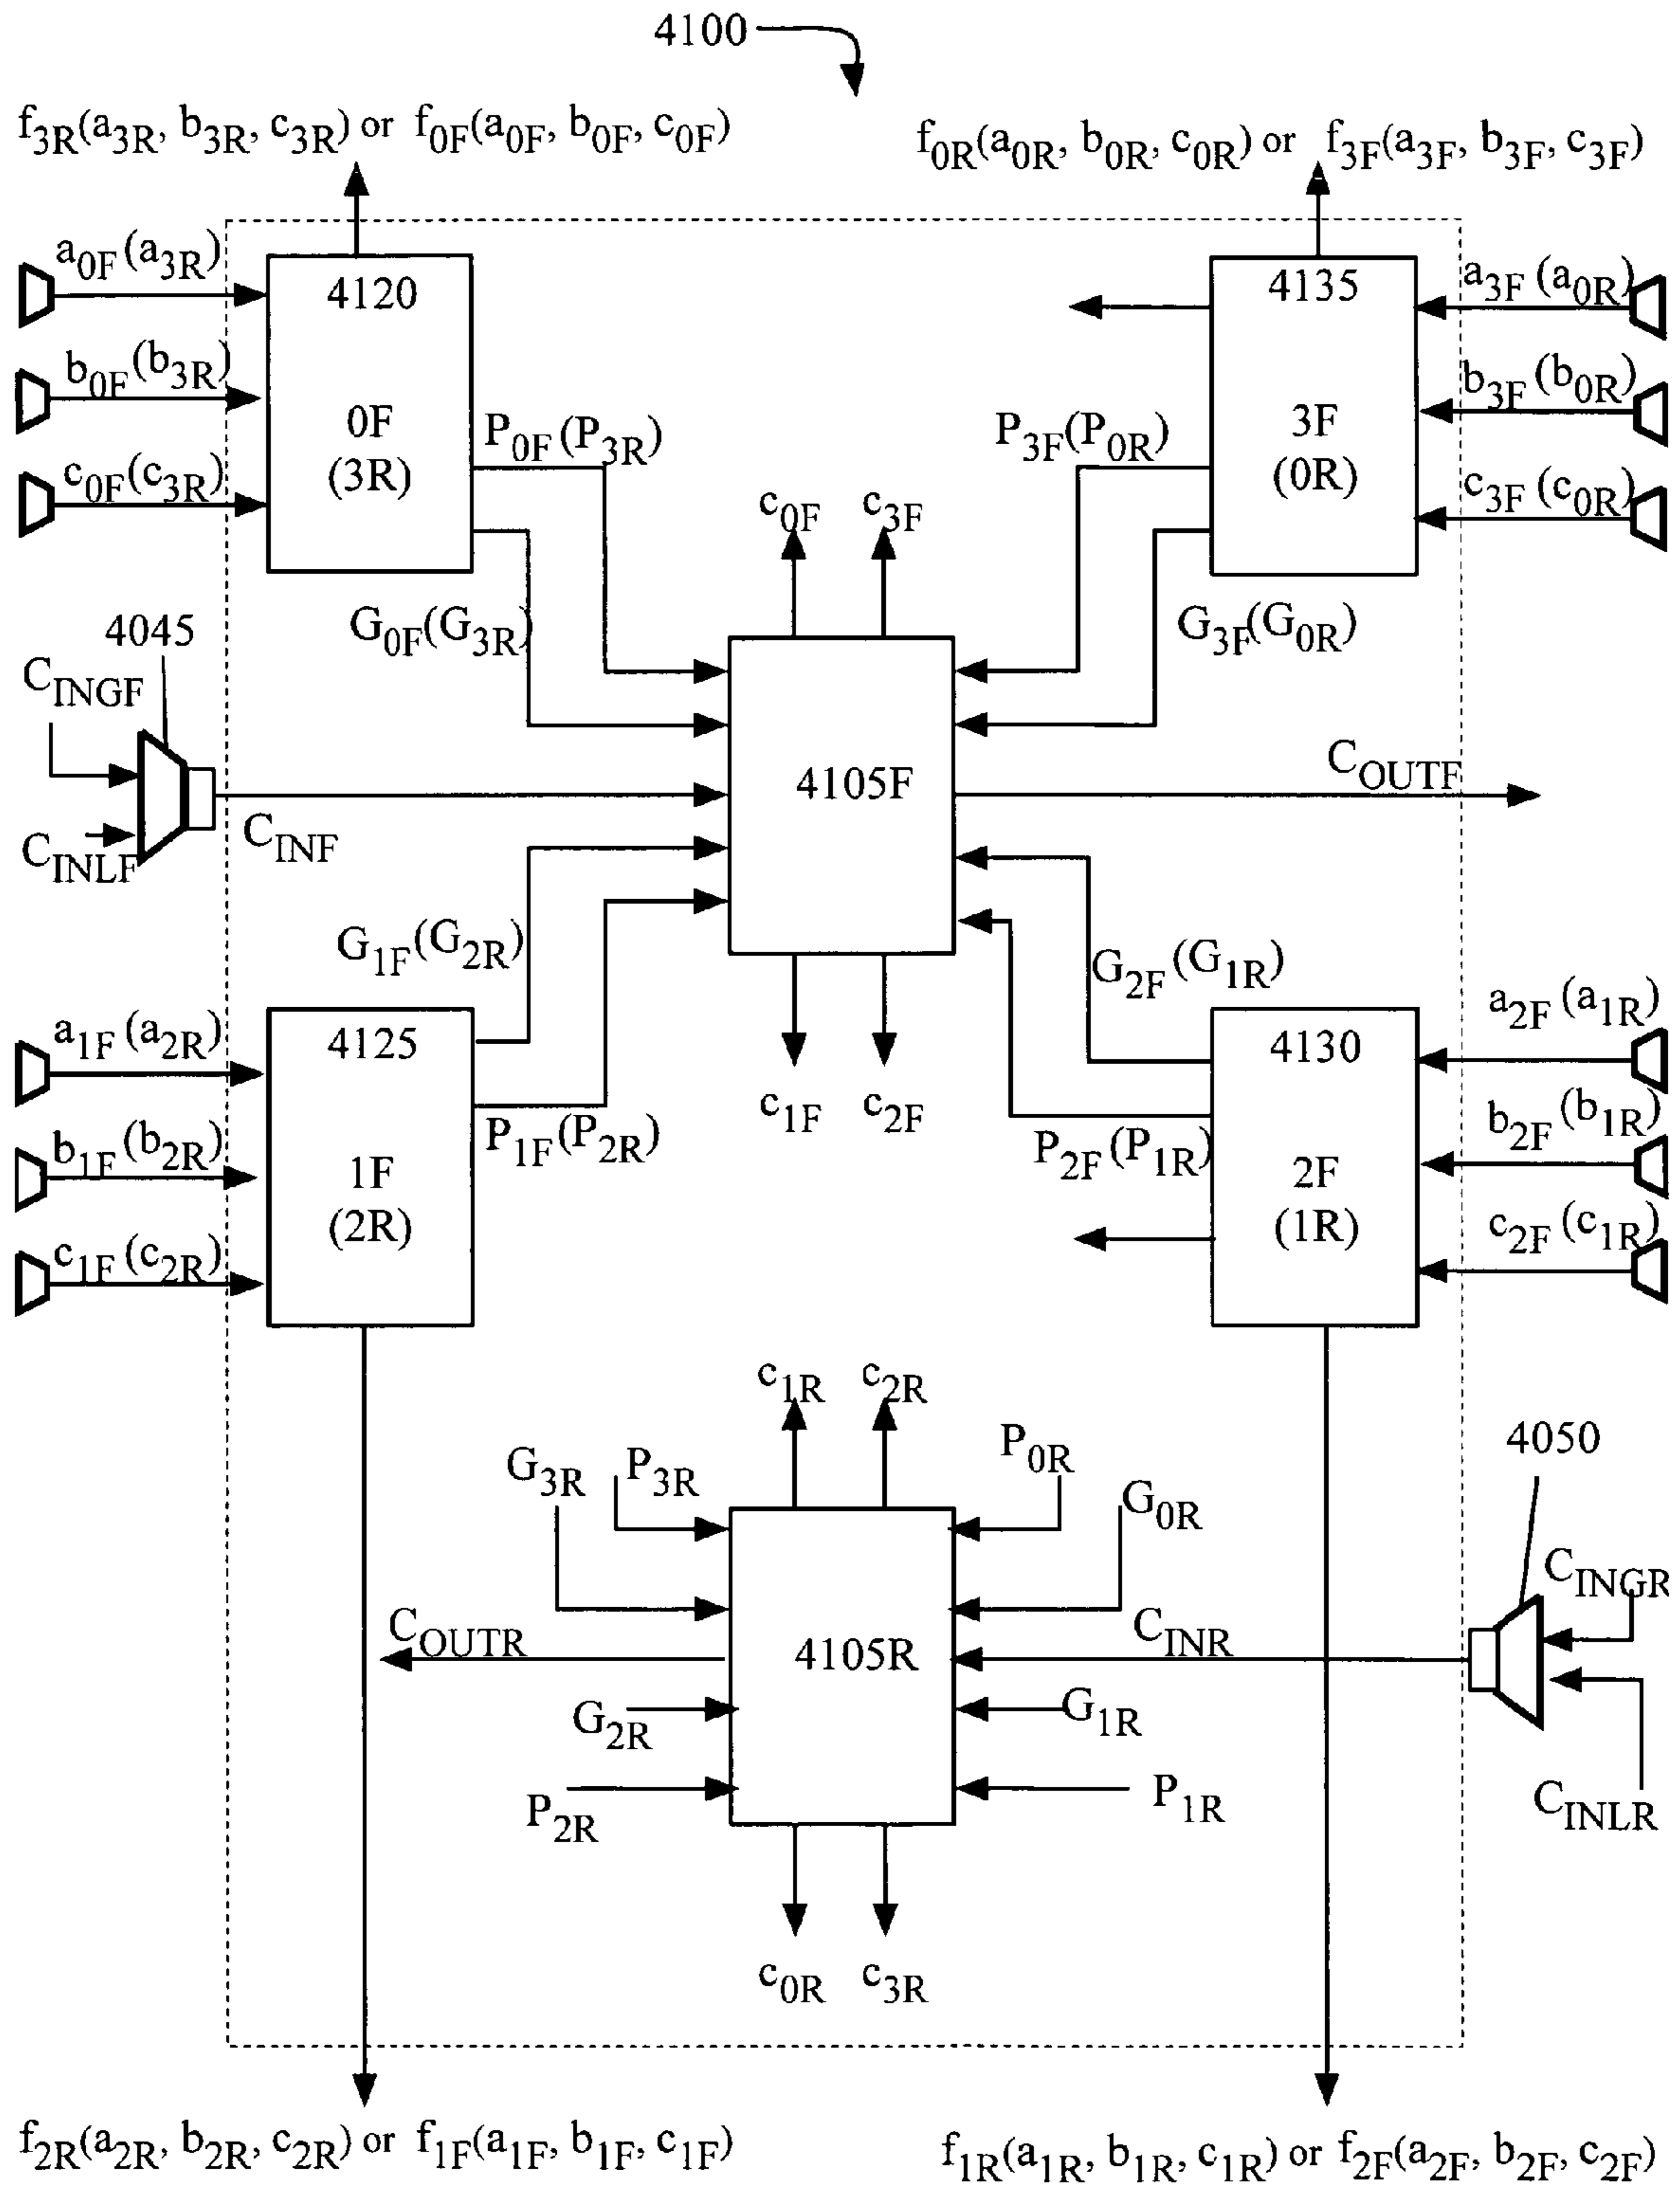 4100
f3R(a3R, b3R, c3R) or f0F(a0F, b0F, c0F)
f0R(a0R, b0R, c0R) or f3F(a3F, b3F, c3F)
a0F (a3R)
4120
4135
a3F (a0R)
b0F (b3R)
b3F (b0R)
0F
(3R)
P0F (P3R)
P3F(P0R)
3F
(0R)
c0F(c3R)
c3F (c0R)
c0F
c3F
G0F(G3R)
G3F(G0R)
4045
CINGF
4105F
COUTF
CINLF
CINF
G1F(G2R)
G2F (G1R)
a1F (a2R)
4125
4130
a2F (a1R)
c1F
c2F
b1F (b2R)
P1F(P2R)
P2F (P1R)
b2F (b1R)
1F
(2R)
2F
(1R)
c1F (c2R)
c2F (c1R)
c1R
c2R
G3R
P3R
P0R
G0R
4050
CINGR
COUTR
4105R
CINR
G2R
G1R
P2R
P1R
CINLR
c0R
c3R
f2R(a2R, b2R, c2R) or f1F(a1F, b1F, c1F)
f1R(a1R, b1R, c1R) or f2F(a2F, b2F, c2F)